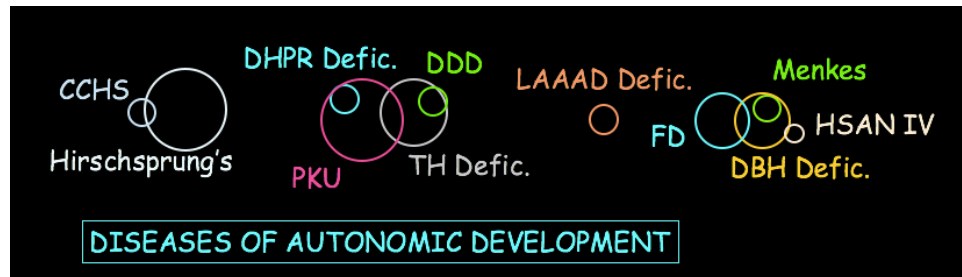 CCHS
Hirschsprung's
DHPR Defic.
DDD
PKU
TH Defic.
LAAAD Defic.
FD
Menkes
HSAN IV
DBH Defic.
DISEASES OF AUTONOMIC DEVELOPMENT